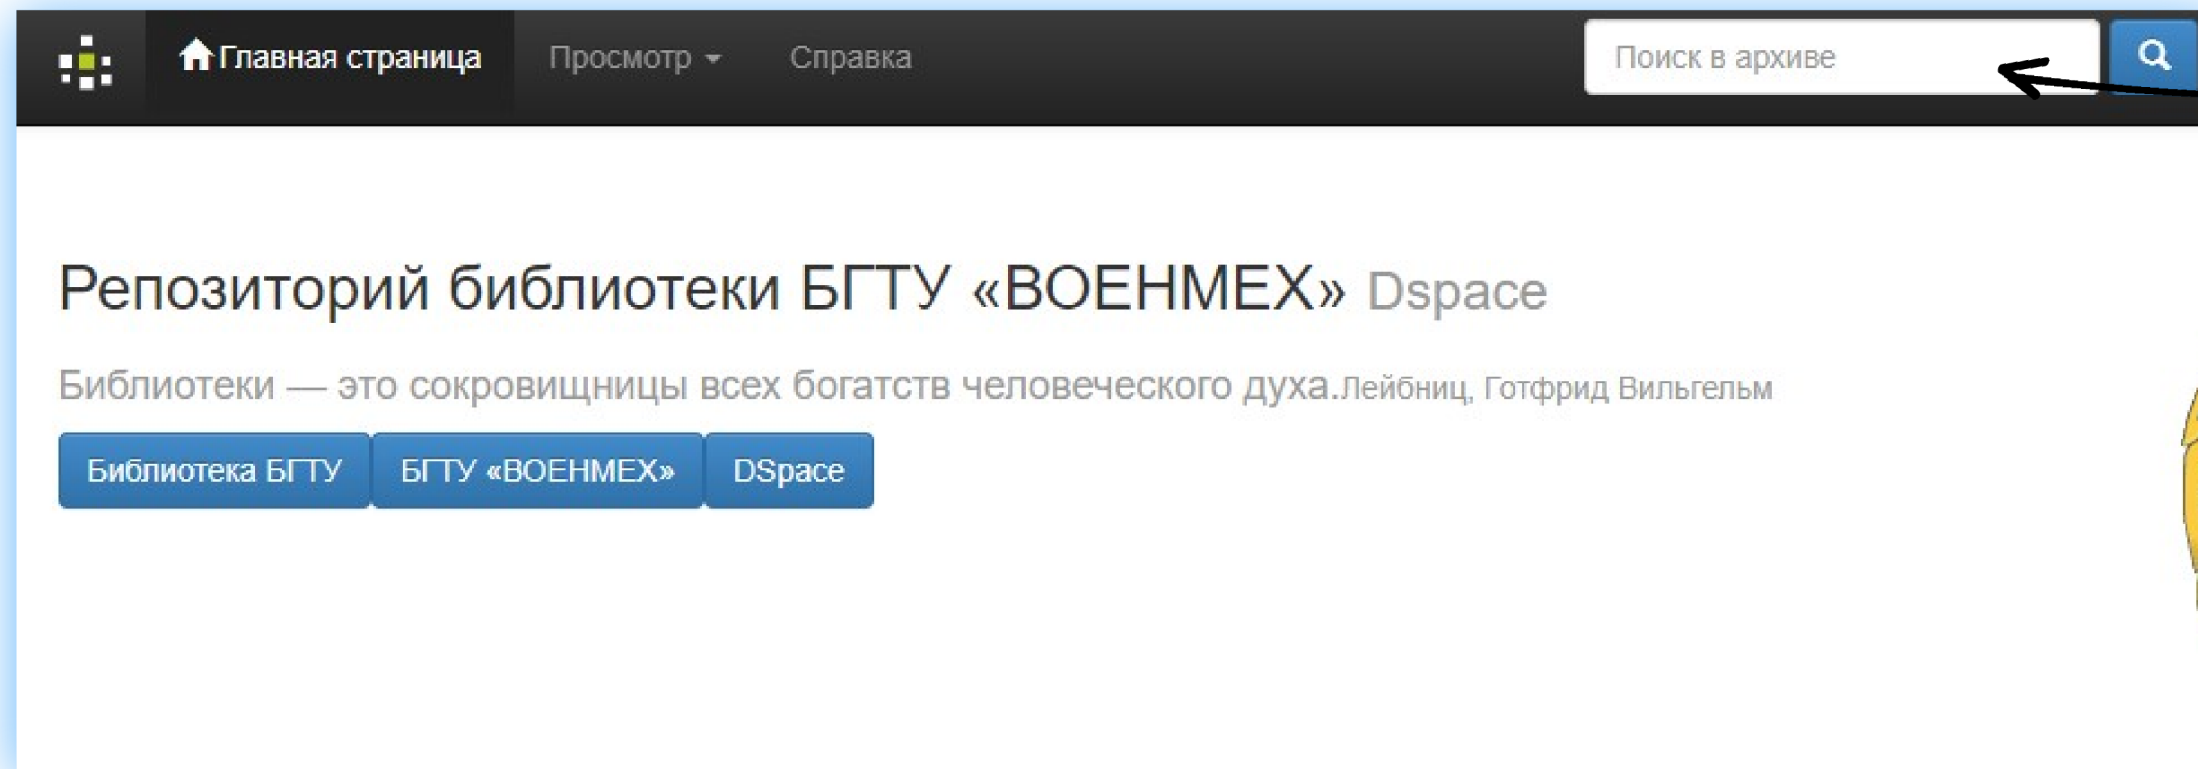 Главная страница Просмотр Справка Поиск в архиве
Репозиторий библиотеки БГТУ «ВОЕНМЕХ» Dspace
Библиотеки — это сокровищницы всех богатств человеческого духа.Лейбниц, Готфрид Вильгельм
Библиотека БГТУ БГТУ «ВОЕНМЕХ» DSpace